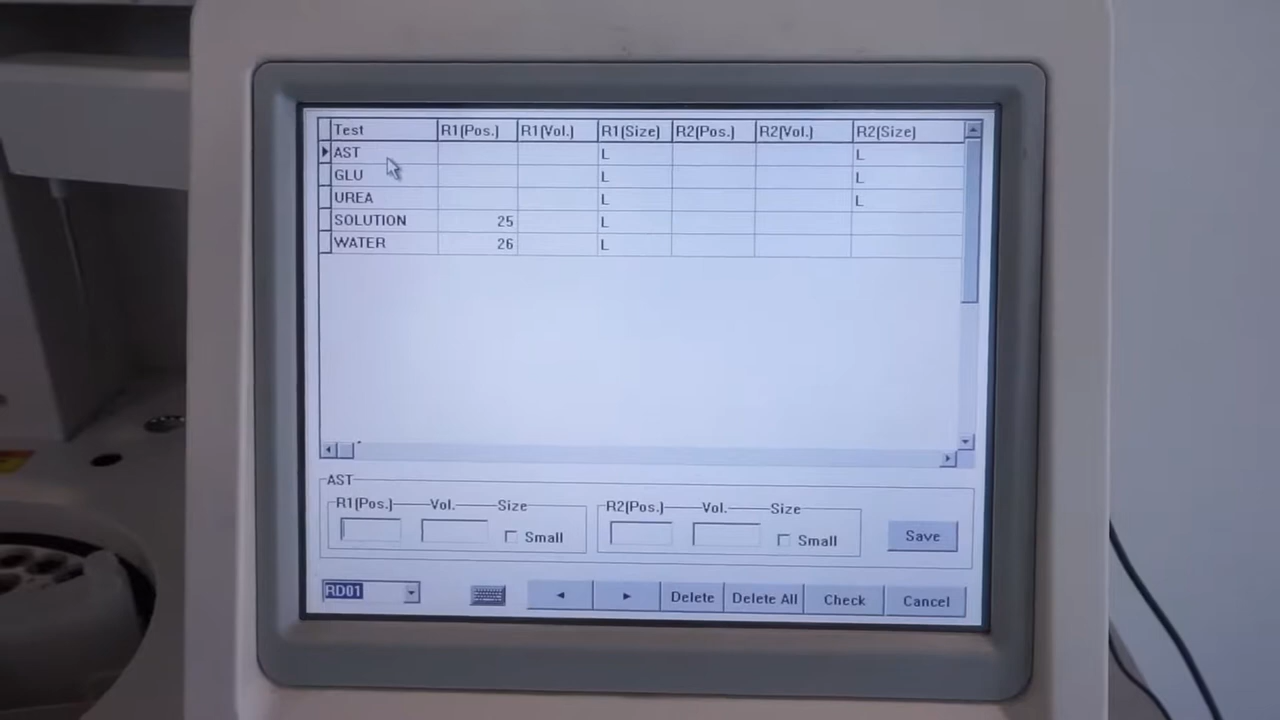 Test R1(Pos.) R1(Vol.) R1(Size) R2(Pos.) R2(Vol.) R2(Size)
AST L L
GLU L L
UREA L L
SOLUTION 25 L
WATER 26 L
AST
R1(Pos.) Vol. Size R2(Pos.) Vol. Size
Small Small Save
RD01 Delete Delete All Check Cancel